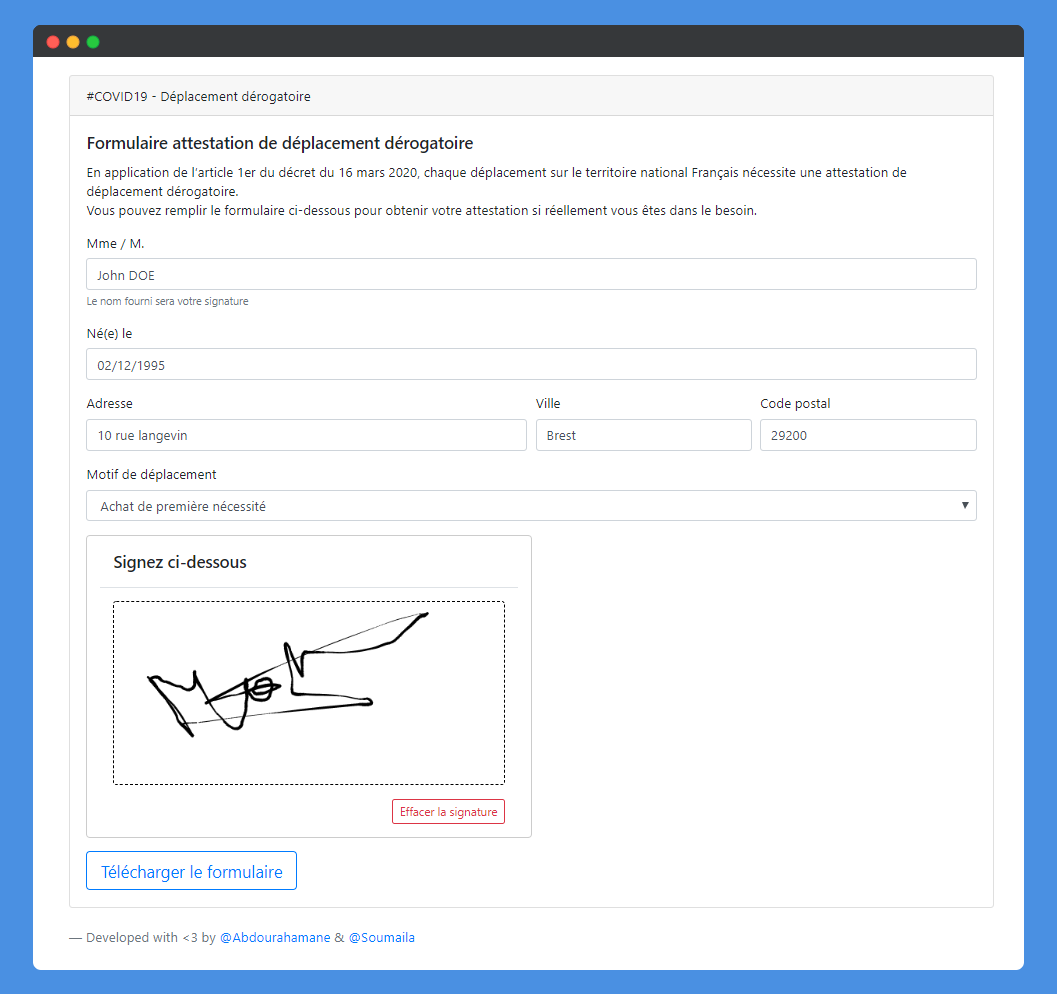 #COVID19 - Déplacement dérogatoire
Formulaire attestation de déplacement dérogatoire
En application de l'article 1er du décret du 16 mars 2020, chaque déplacement sur le territoire national Français nécessite une attestation de
déplacement dérogatoire.
Vous pouvez remplir le formulaire ci-dessous pour obtenir votre attestation si réellement vous êtes dans le besoin.
Mme / M.
John DOE
Le nom fourni sera votre signature
Né(e) le
02/12/1995
Adresse Ville Code postal
10 rue langevin Brest 29200
Motif de déplacement
Achat de première nécessité
Signez ci-dessous
Effacer la signature
Télécharger le formulaire
— Developed with <3 by @Abdourahamane & @Soumaila